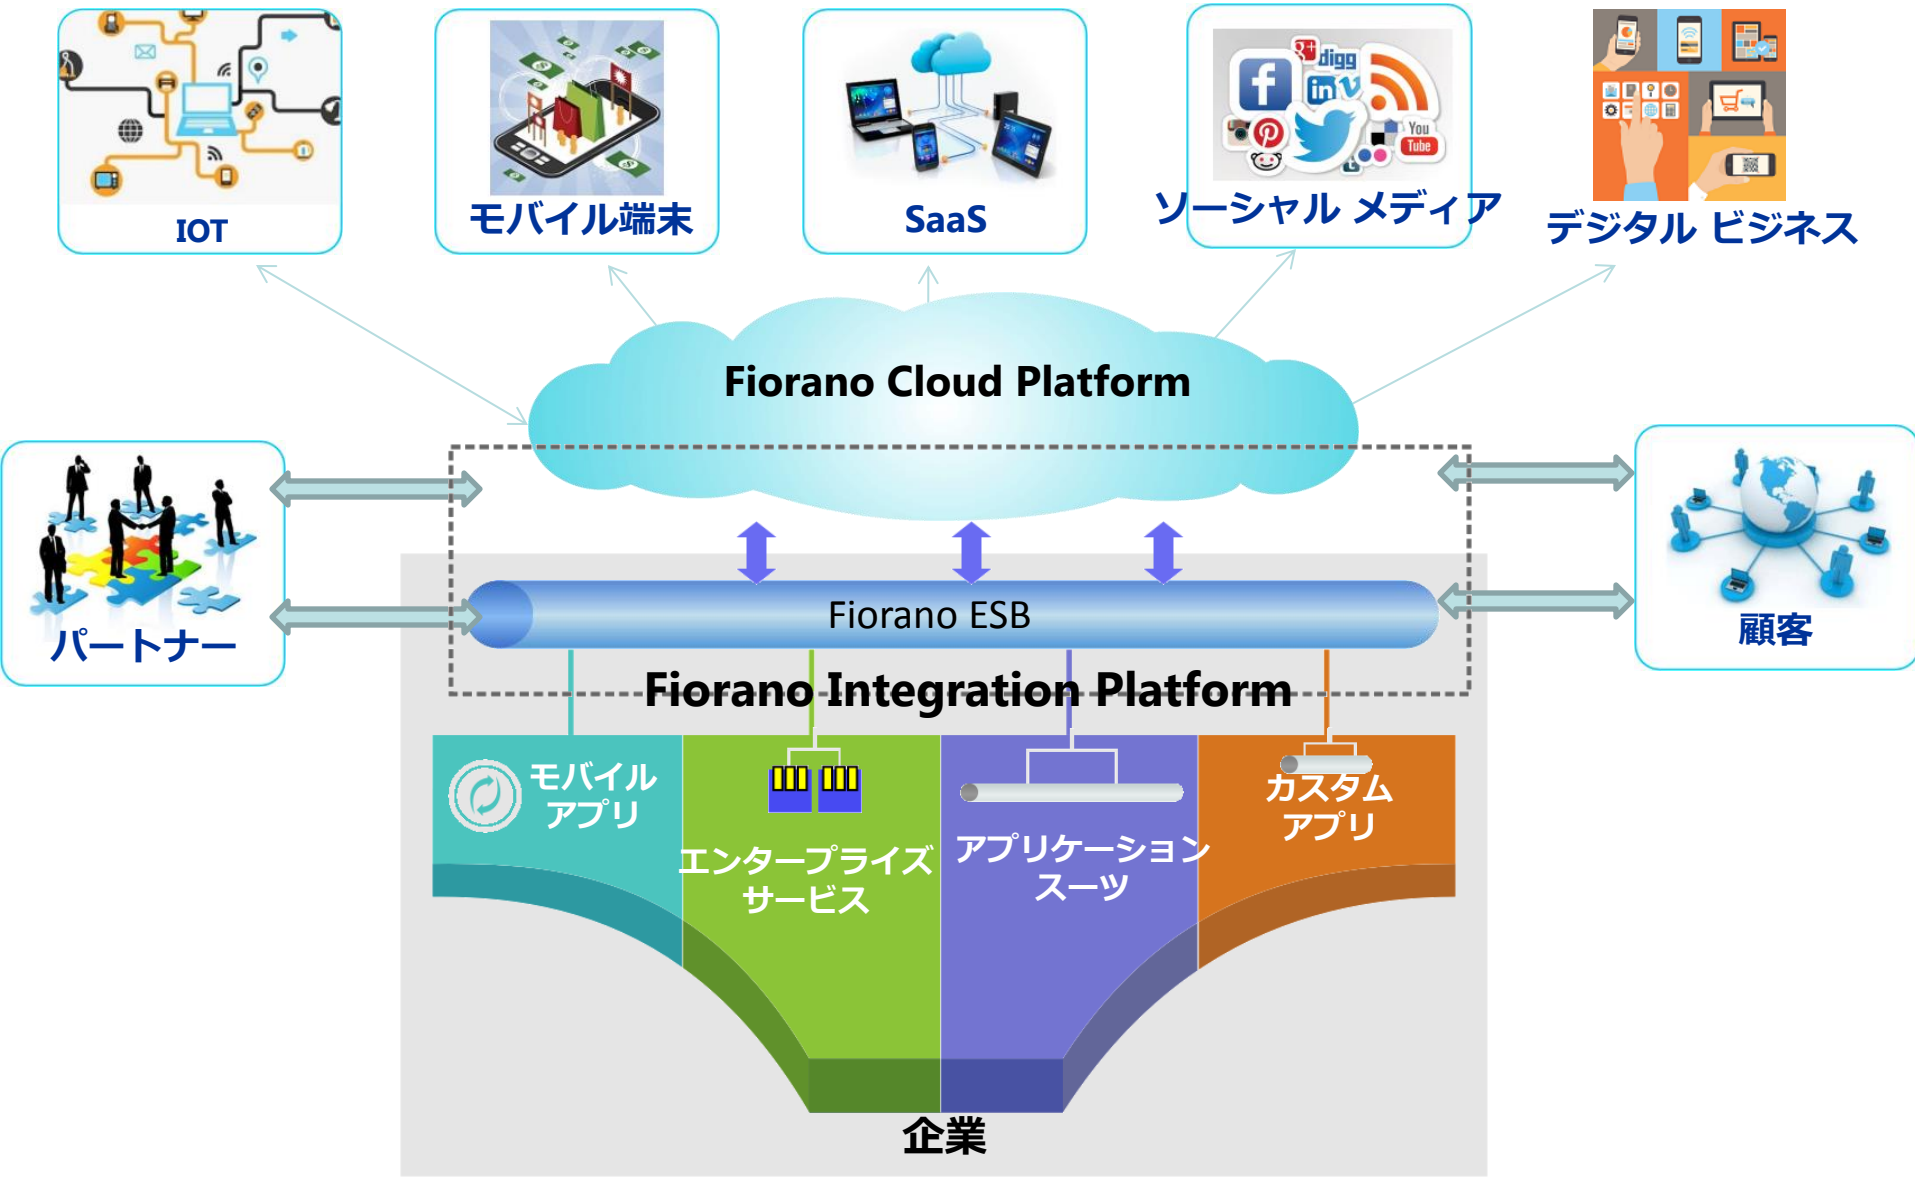 digg
You
Tube
IOT
モバイル端末
SaaS
ソーシャル メディア
デジタル ビジネス
Fiorano Cloud Platform
パートナー
顧客
Fiorano ESB
Fiorano Integration Platform
モバイル
アプリ
エンタープライズ
サービス
アプリケーション
スーツ
カスタム
アプリ
企業